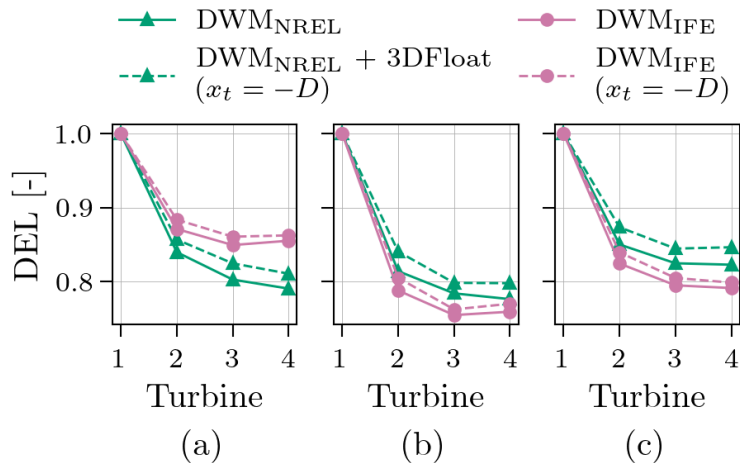 DWM_NREL
DWM_NREL + 3DFloat
(x_t = −D)
DWM_IFE
DWM_IFE
(x_t = −D)
DEL [-]
1.0
0.9
0.8
1 2 3 4
Turbine
(a)
1 2 3 4
Turbine
(b)
1 2 3 4
Turbine
(c)